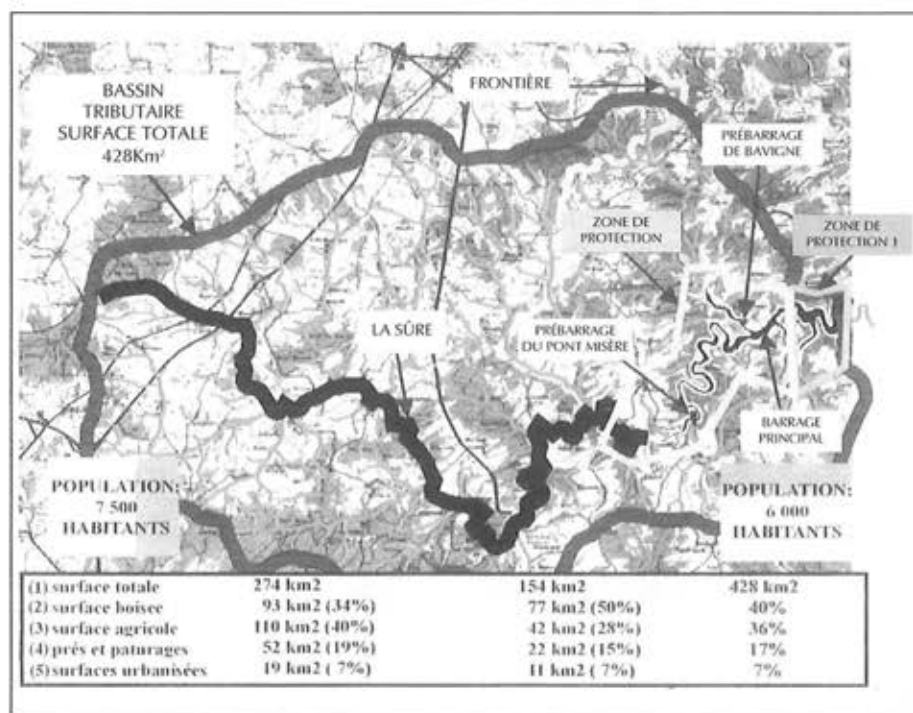 BASSIN
TRIBUTAIRE
SURFACE TOTALE
428Km²
FRONTIÈRE
PRÉBARRAGE
DE BAVIGNE
ZONE DE
PROTECTION
ZONE DE
PROTECTION 1
LA SÛRE
PRÉBARRAGE
DU PONT MISÈRE
BARRAGE
PRINCIPAL
POPULATION:
7 500
HABITANTS
POPULATION:
6 000
HABITANTS
(1) surface totale 274 km2 154 km2 428 km2
(2) surface boisee 93 km2 (34%) 77 km2 (50%) 40%
(3) surface agricole 110 km2 (40%) 42 km2 (28%) 36%
(4) prés et paturages 52 km2 (19%) 22 km2 (15%) 17%
(5) surfaces urbanisées 19 km2 ( 7%) 11 km2 ( 7%) 7%